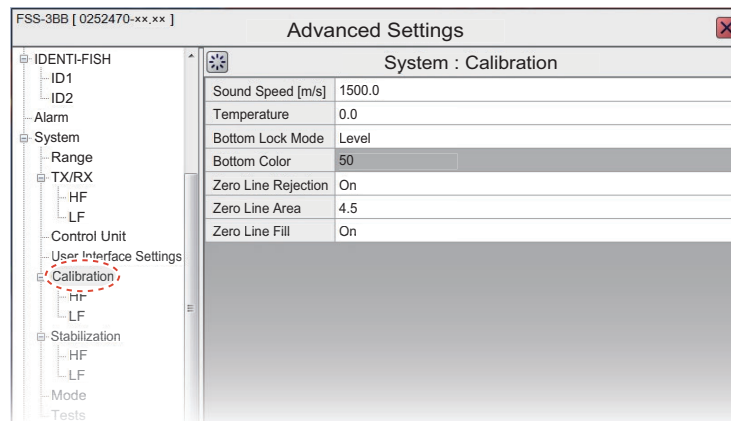 FSS-3BB [ 0252470-××.×× ]
Advanced Settings
IDENTI-FISH
ID1
ID2
Alarm
System
Range
TX/RX
HF
LF
Control Unit
User Interface Settings
Calibration
HF
LF
Stabilization
HF
LF
Mode
Tests
System : Calibration
Sound Speed [m/s] 1500.0
Temperature 0.0
Bottom Lock Mode Level
Bottom Color 50
Zero Line Rejection On
Zero Line Area 4.5
Zero Line Fill On